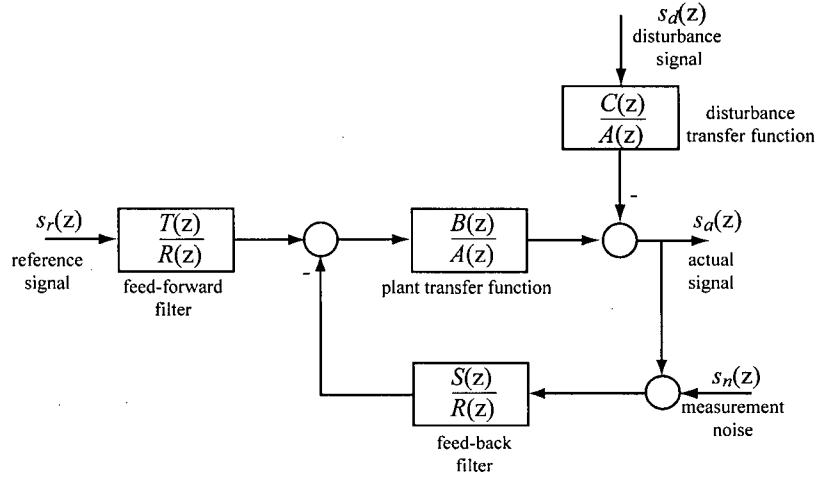 s_d(z)
disturbance
signal
C(z)
A(z)
disturbance
transfer function
-
s_r(z)
reference
signal
T(z)
R(z)
feed-forward
filter
-
B(z)
A(z)
plant transfer function
s_a(z)
actual
signal
S(z)
R(z)
feed-back
filter
s_n(z)
measurement
noise